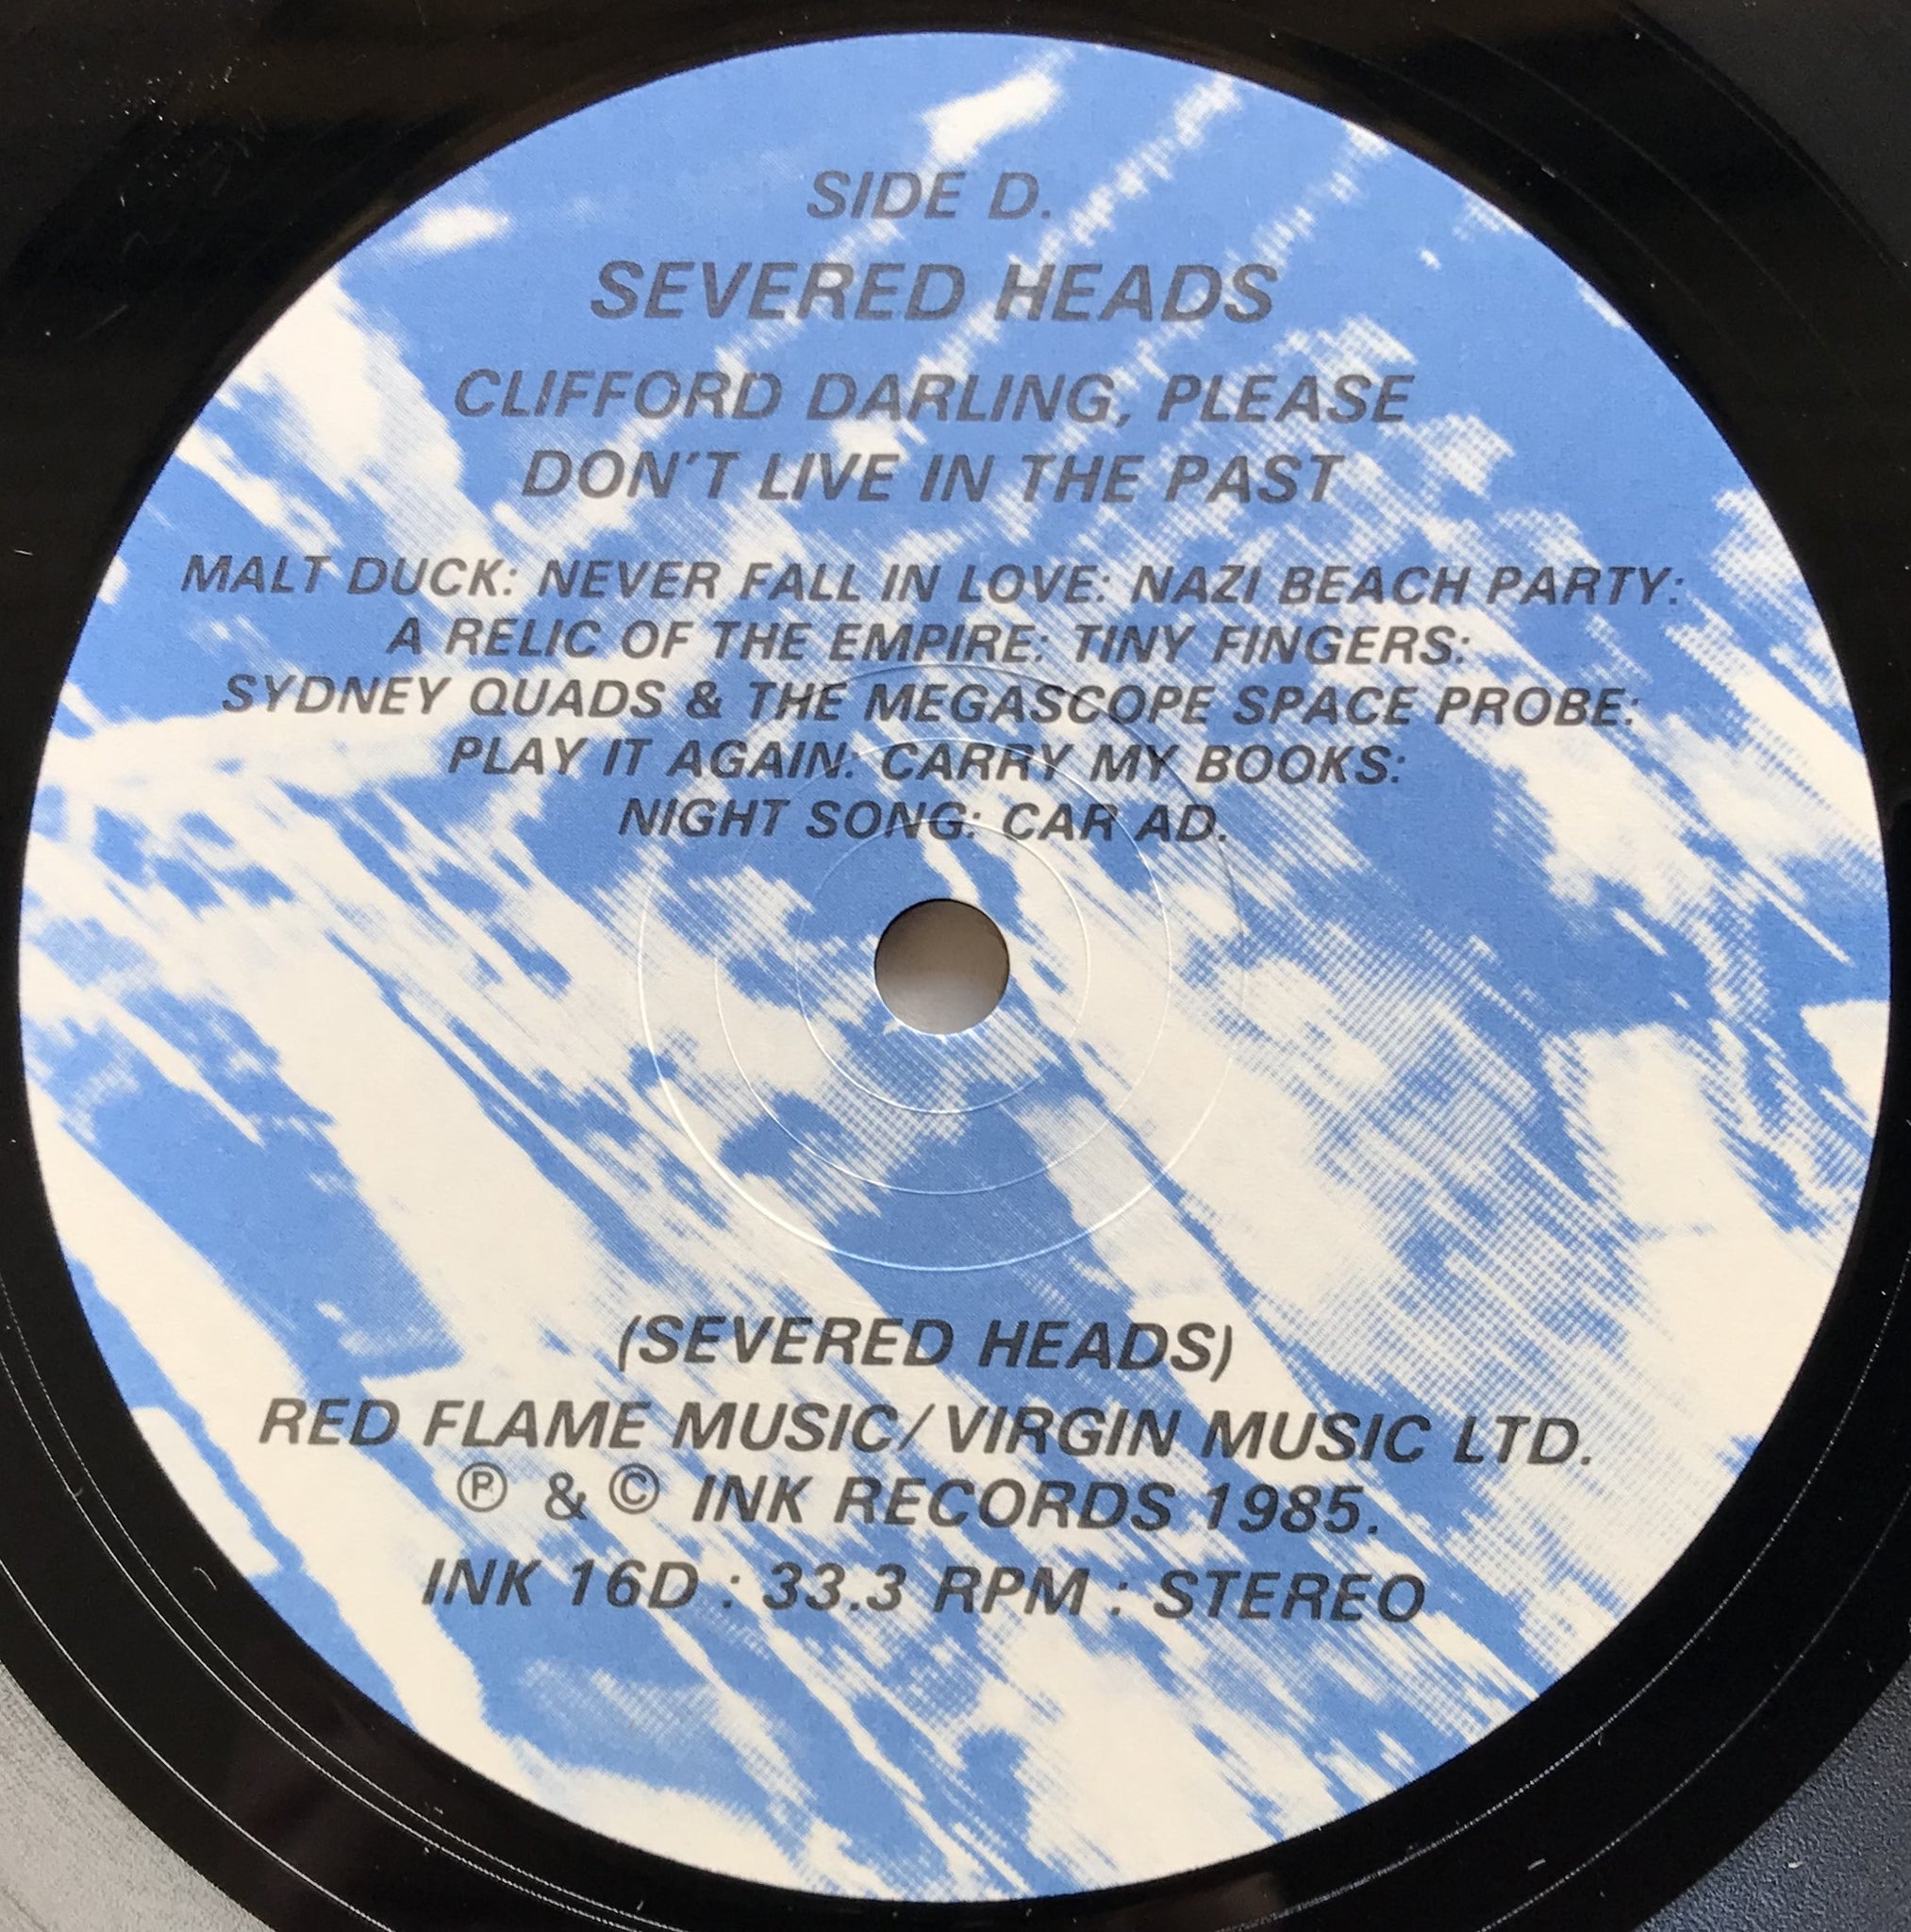 SIDE D.
SEVERED HEADS
CLIFFORD DARLING, PLEASE
DON'T LIVE IN THE PAST
MALT DUCK: NEVER FALL IN LOVE: NAZI BEACH PARTY:
A RELIC OF THE EMPIRE: TINY FINGERS:
SYDNEY QUADS & THE MEGASCOPE SPACE PROBE:
PLAY IT AGAIN: CARRY MY BOOKS:
NIGHT SONG: CAR AD.
(SEVERED HEADS)
RED FLAME MUSIC/VIRGIN MUSIC LTD.
Ⓟ & © INK RECORDS 1985.
INK 16D : 33.3 RPM : STEREO